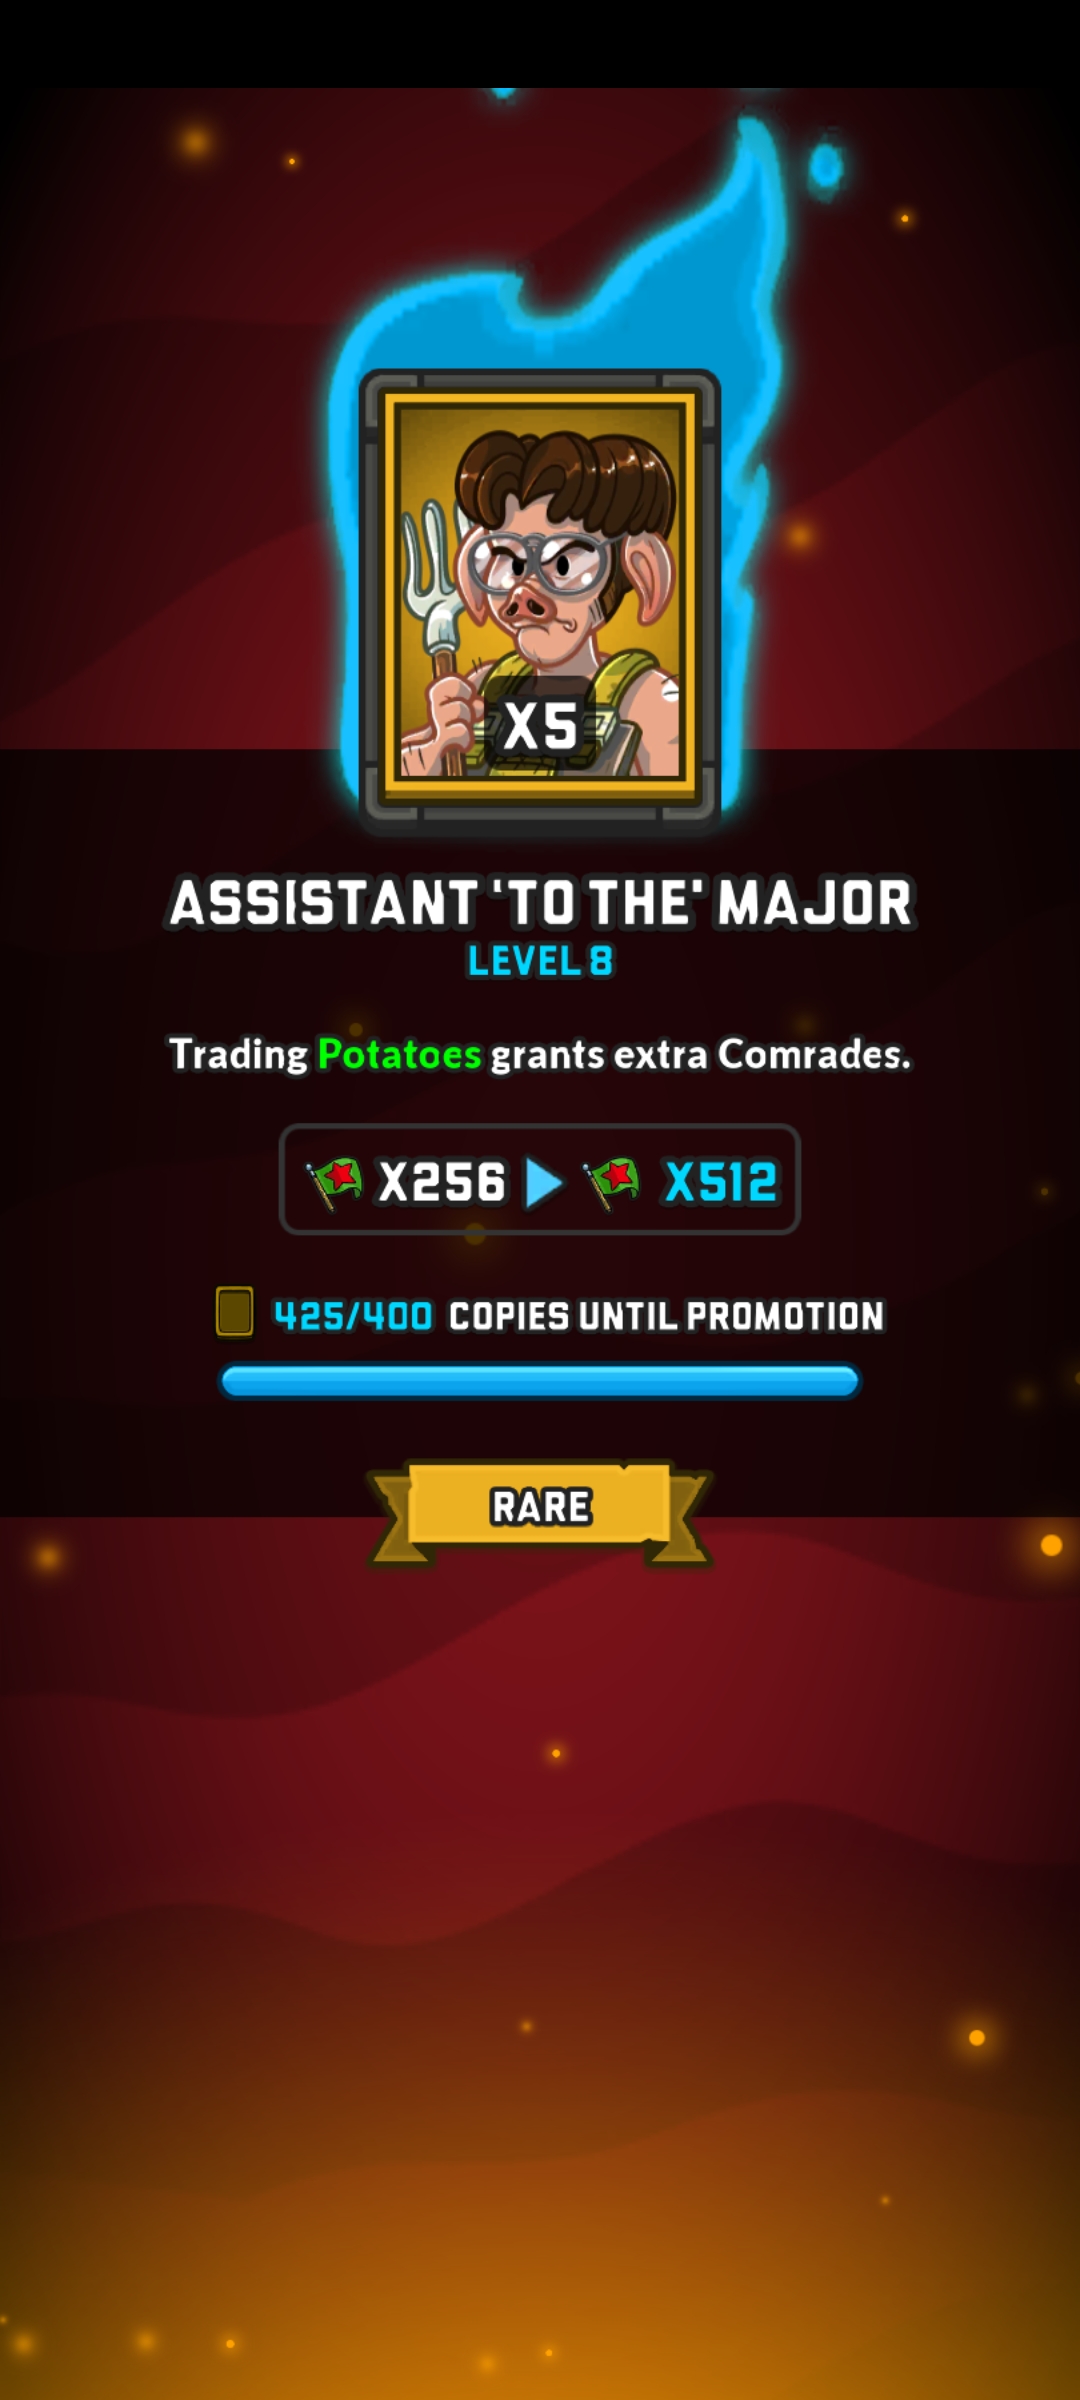 X5
ASSISTANT 'TO THE' MAJOR
LEVEL 8
Trading Potatoes grants extra Comrades.
X256 X512
425/400 COPIES UNTIL PROMOTION
RARE